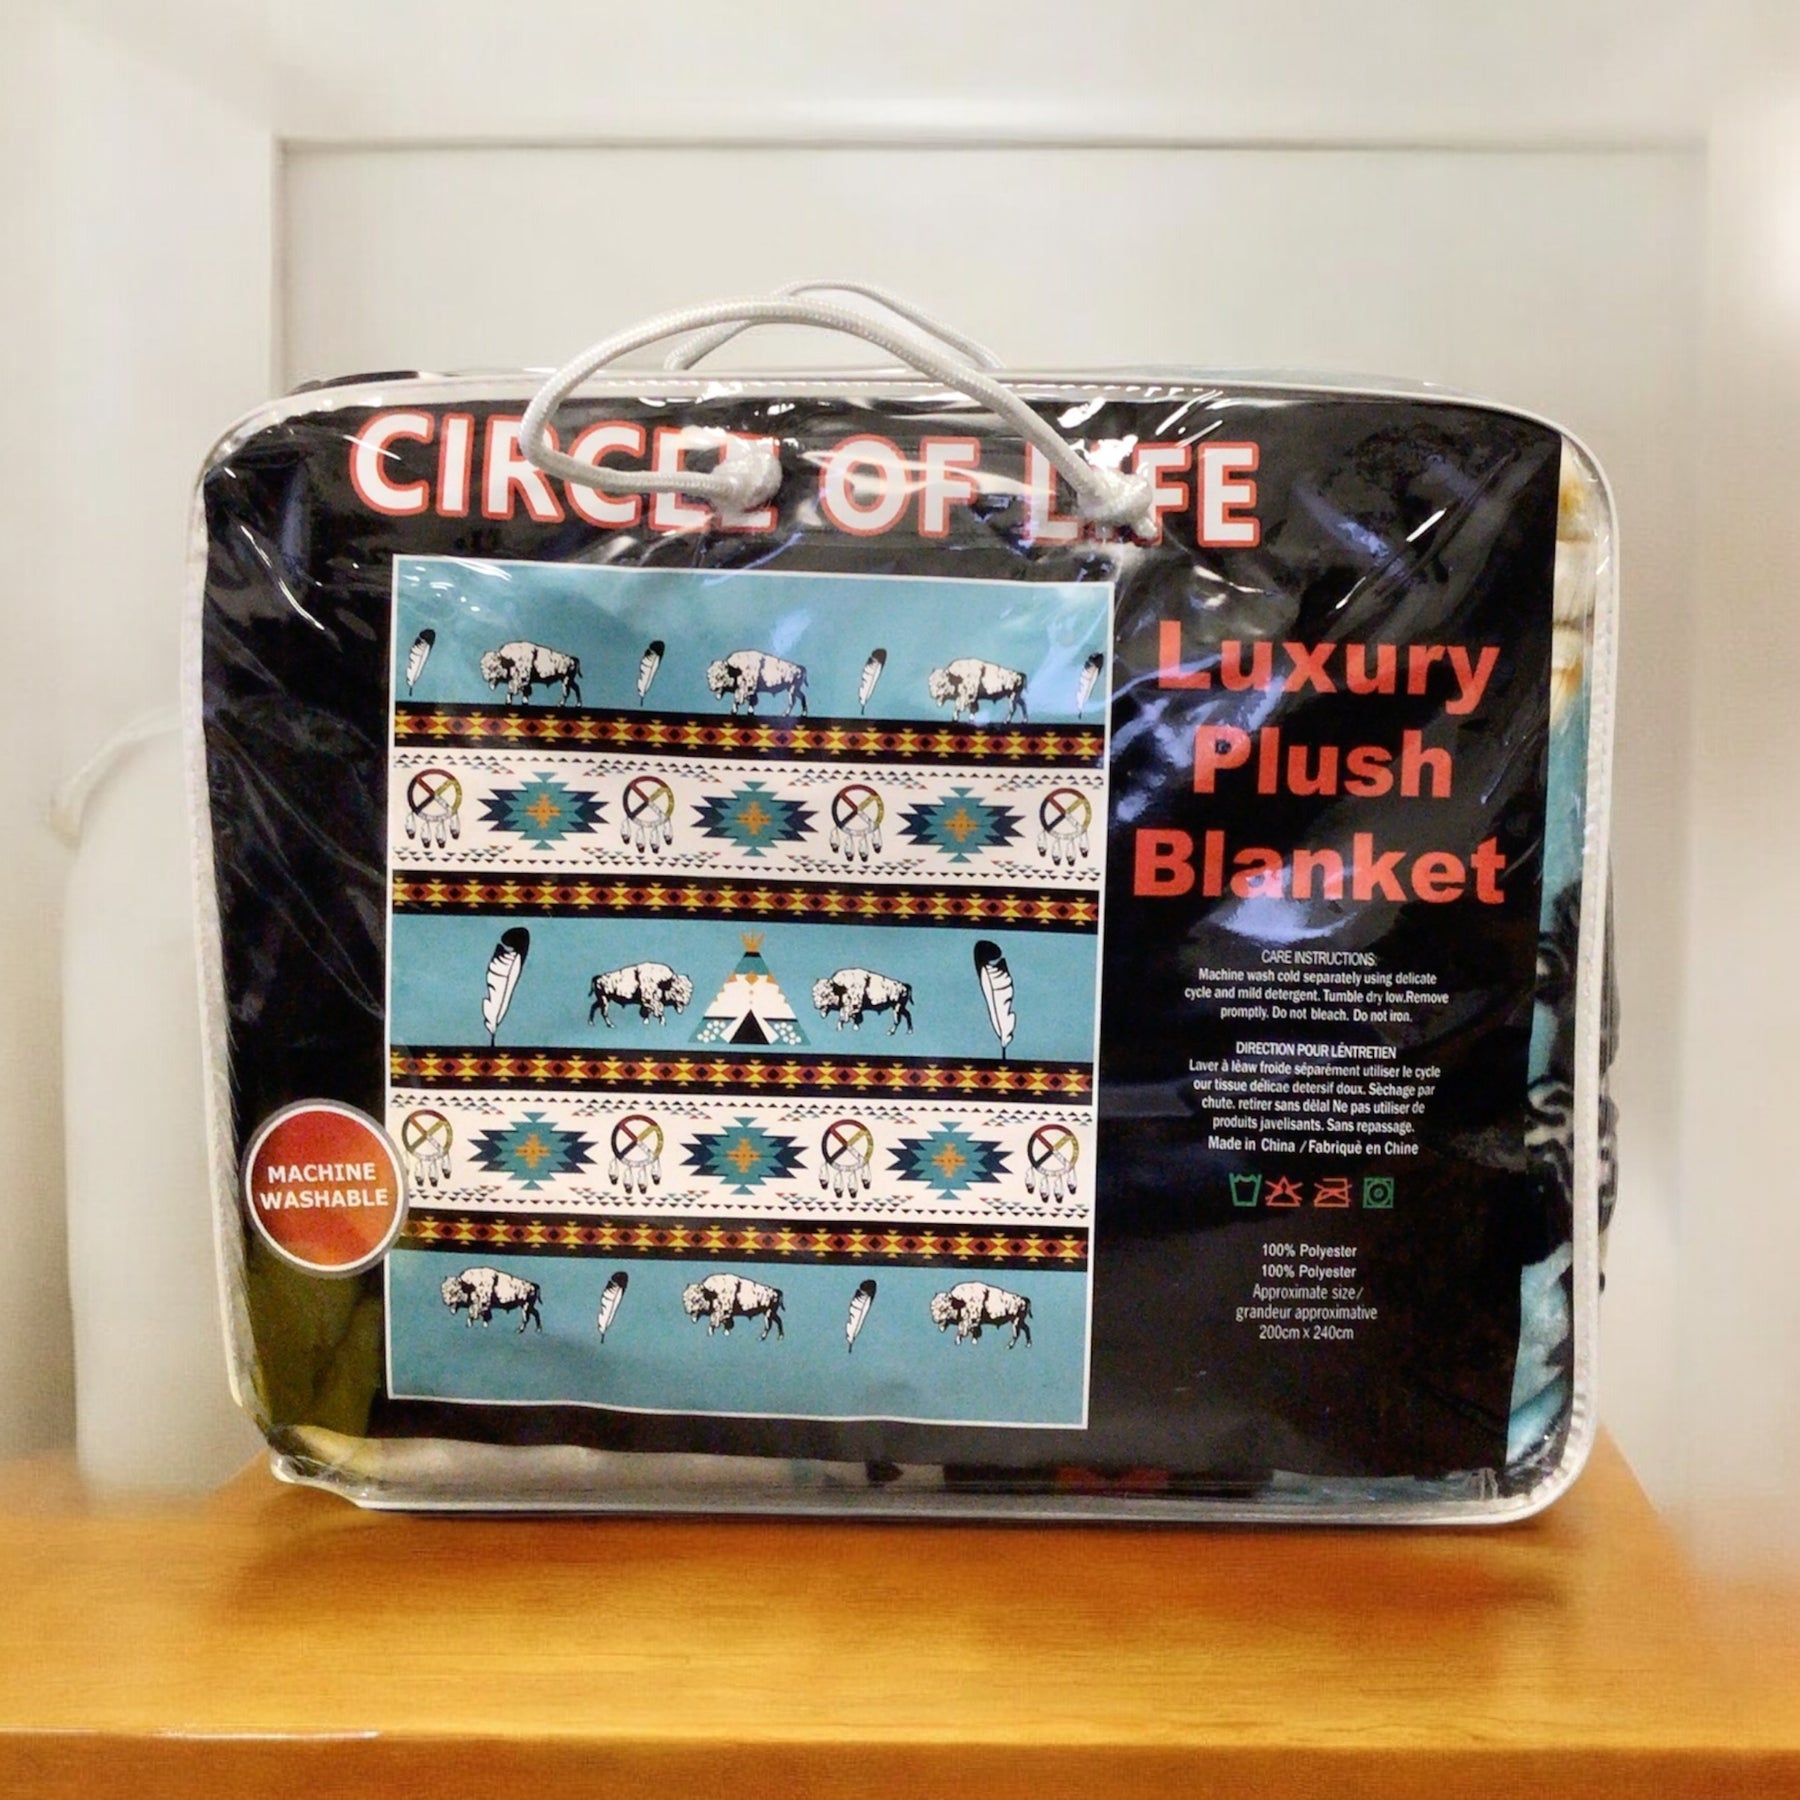 CIRCLE OF LIFE
Luxury
Plush
Blanket
CARE INSTRUCTIONS:
Machine wash cold separately using delicate
cycle and mild detergent. Tumble dry low.Remove
promptly. Do not bleach. Do not iron.
DIRECTION POUR LÉNTRETIEN
Laver à lèaw froide séparément utiliser le cycle
our tissue délicae detersif doux. Sèchage par
chute, retirer sans dèlal Ne pas utiliser de
produits javelisants. Sans repassage.
Made in China / Fabriquè en Chine
100% Polyester
100% Polyester
Approximate size/
grandeur approximative
200cm x 240cm
MACHINE
WASHABLE